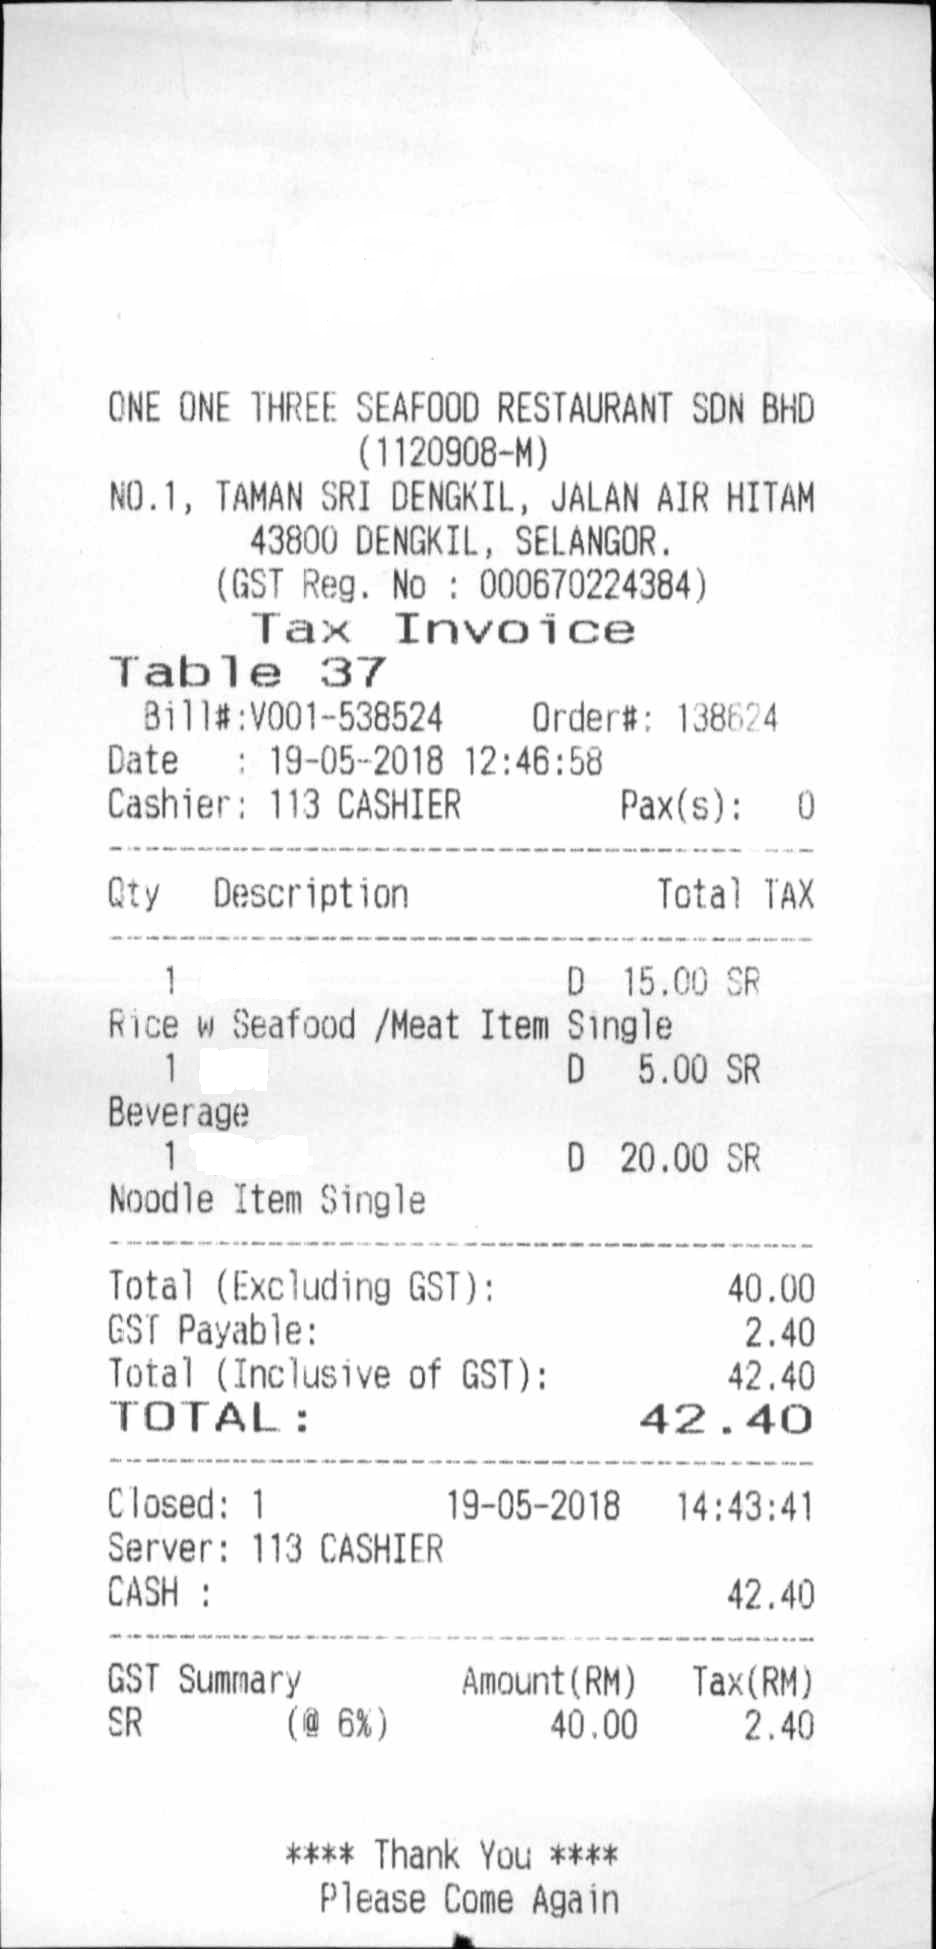 ONE ONE THREE SEAFOOD RESTAURANT SDN BHD
(1120908-M)
NO.1, TAMAN SRI DENGKIL, JALAN AIR HITAM
43800 DENGKIL, SELANGOR.
(GST Reg. No : 000670224384)
Tax Invoice
Table 37
Bill#:V001-538524 Order#: 138624
Date : 19-05-2018 12:46:58
Cashier: 113 CASHIER Pax(s): 0
Qty Description Total TAX
1 D 15.00 SR
Rice w Seafood /Meat Item Single
1 D 5.00 SR
Beverage
1 D 20.00 SR
Noodle Item Single
Total (Excluding GST): 40.00
GST Payable: 2.40
Total (Inclusive of GST): 42.40
TOTAL: 42.40
Closed: 1 19-05-2018 14:43:41
Server: 113 CASHIER
CASH : 42.40
GST Summary Amount(RM) Tax(RM)
SR (@ 6%) 40.00 2.40
**** Thank You ****
Please Come Again